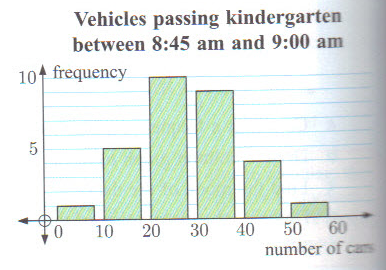 Vehicles passing kindergarten
between 8:45 am and 9:00 am
10 frequency
5
0 10 20 30 40 50 60
number of cars